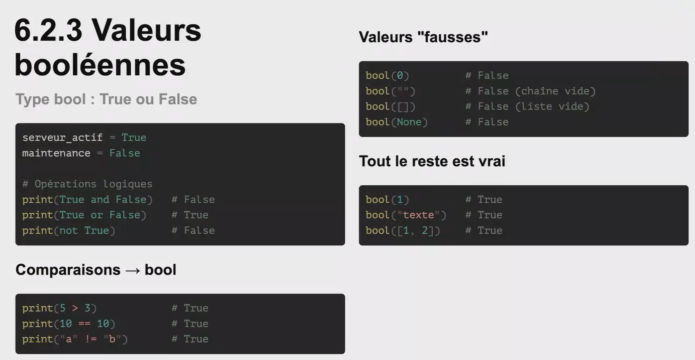 6.2.3 Valeurs
booléennes
Type bool : True ou False
serveur_actif = True
maintenance = False
# Opérations logiques
print(True and False)   # False
print(True or False)    # True
print(not True)         # False
Comparaisons → bool
print(5 > 3)            # True
print(10 == 10)         # True
print("a" != "b")       # True
Valeurs "fausses"
bool(0)         # False
bool("")        # False (chaîne vide)
bool([])        # False (liste vide)
bool(None)      # False
Tout le reste est vrai
bool(1)         # True
bool("texte")   # True
bool([1, 2])    # True